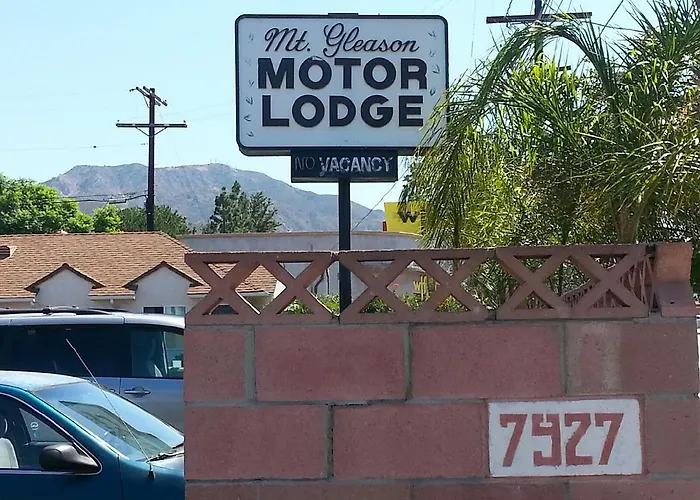 Mt. Gleason
MOTOR
LODGE
NO VACANCY
W
7927